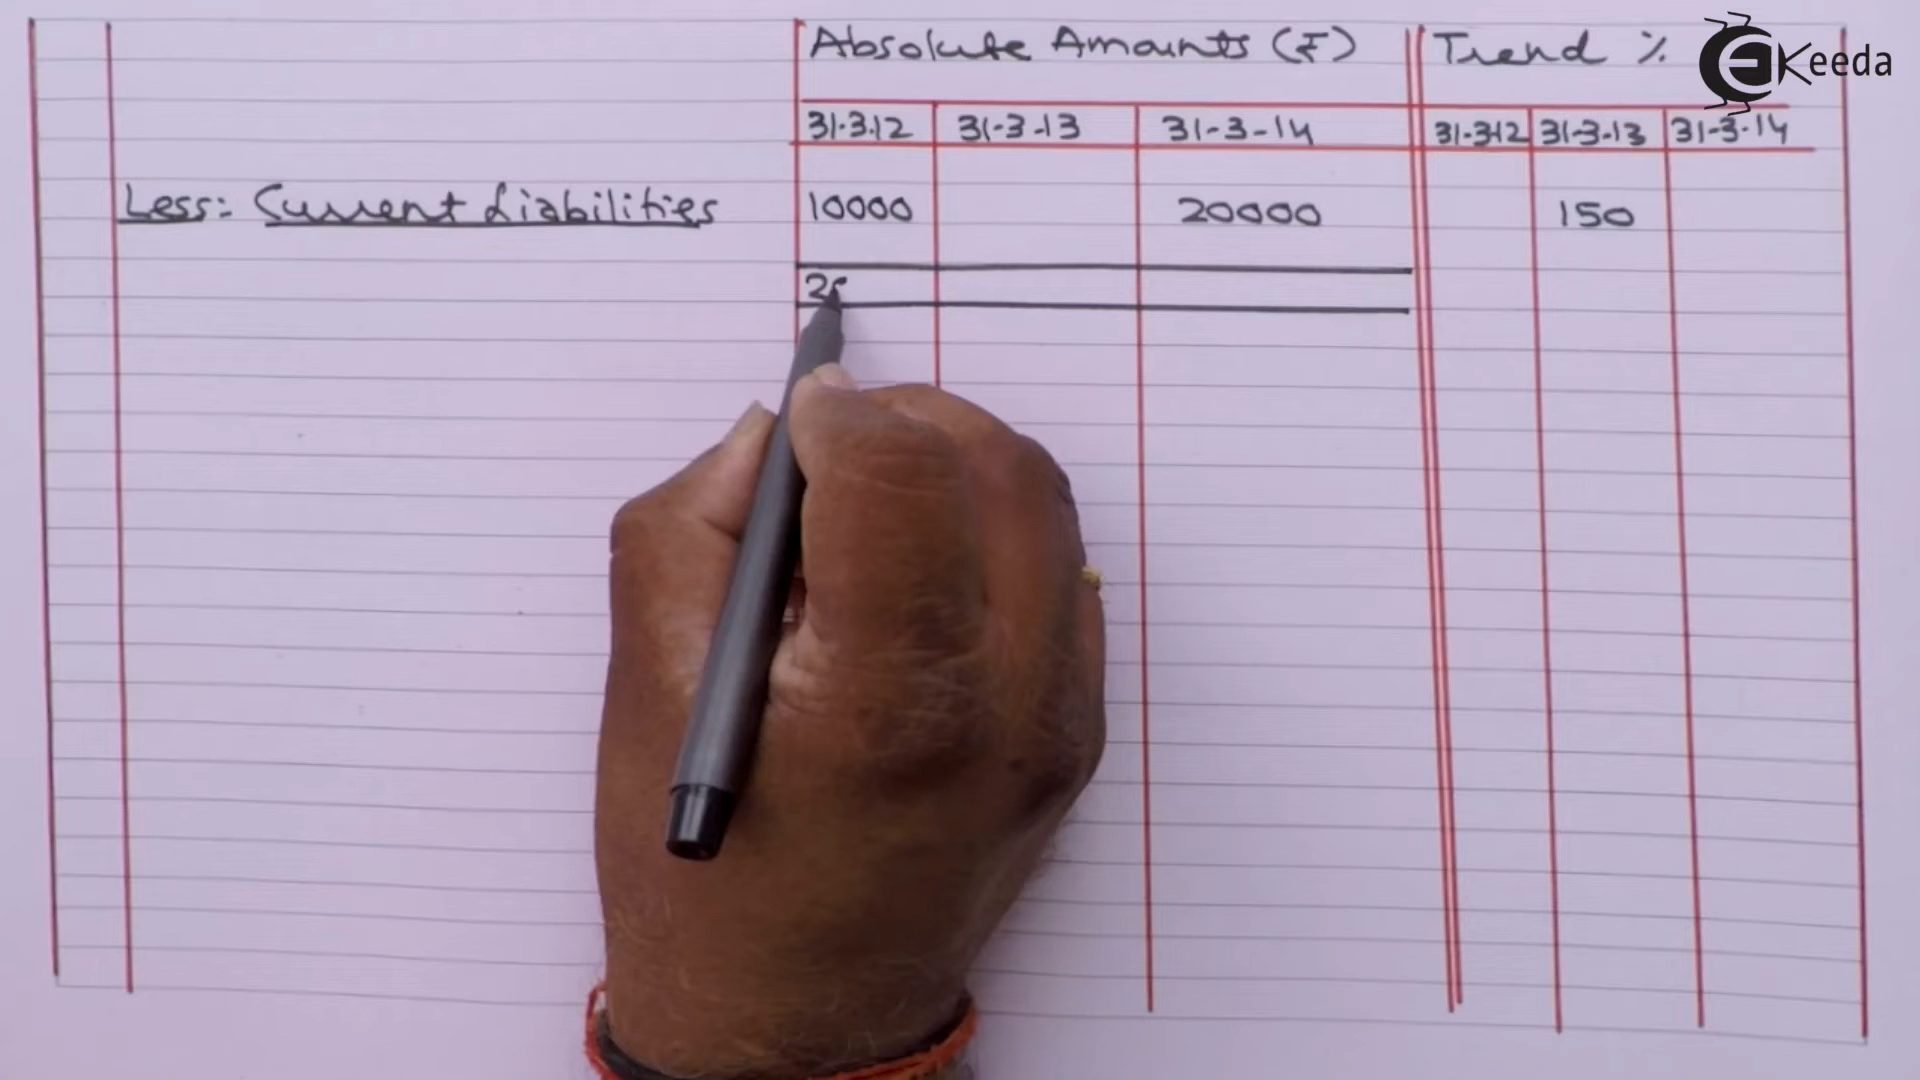 Absolute Amounts (₹) Trend %
Keeda
31.3.12 31-3-13 31-3-14 31-3-12 31-3-13 31-3-14
Less: Current Liabilities 10000 20000 150